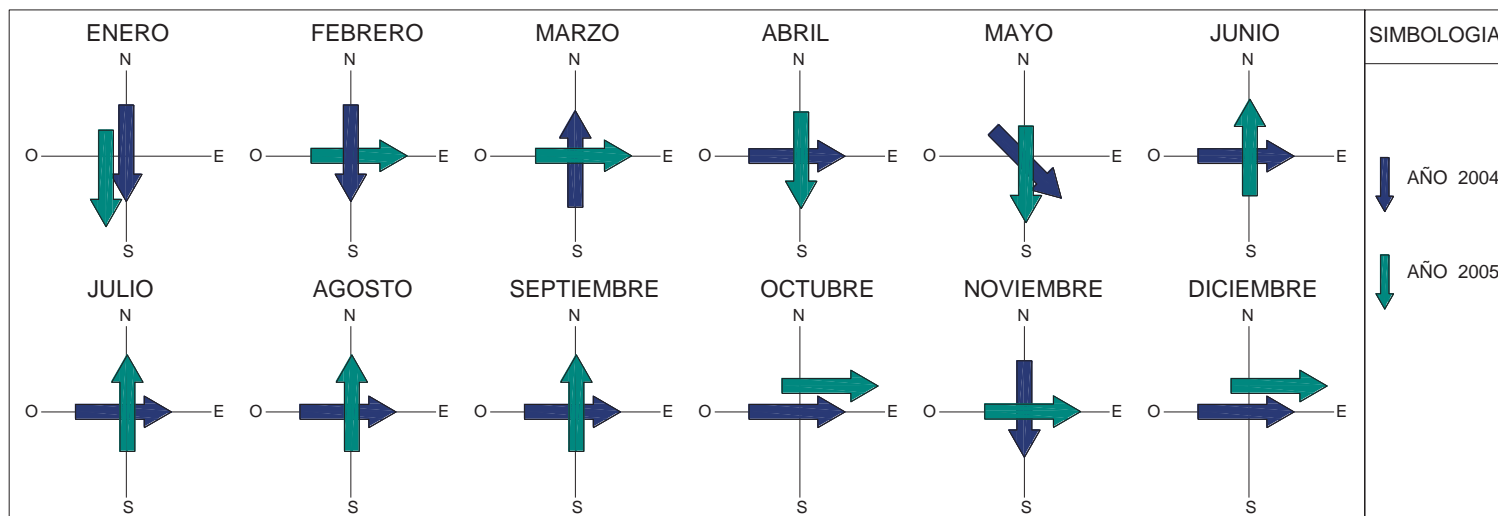 ENERO FEBRERO MARZO ABRIL MAYO JUNIO SIMBOLOGIA
N N N N N N
O E O E O E O E O E O E
AÑO 2004
S S S S S S
AÑO 2005
JULIO AGOSTO SEPTIEMBRE OCTUBRE NOVIEMBRE DICIEMBRE
N N N N N N
O E O E O E O E O E O E
S S S S S S